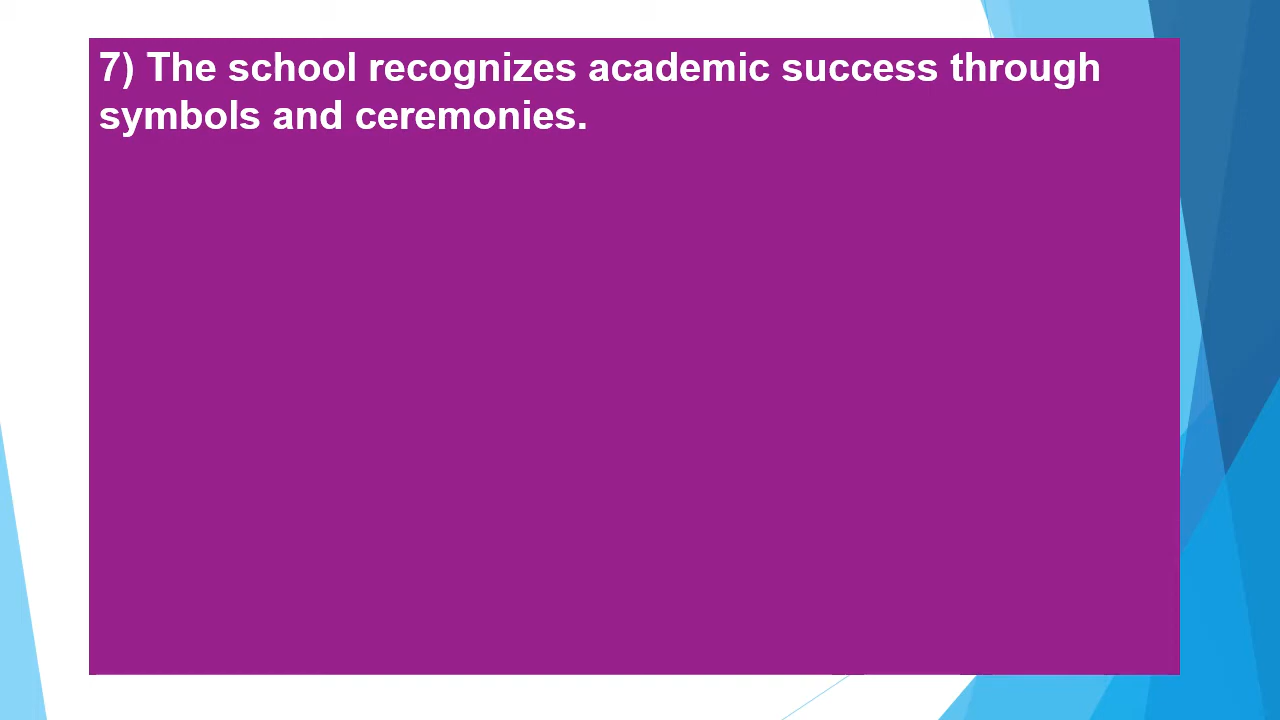 7) The school recognizes academic success through
symbols and ceremonies.